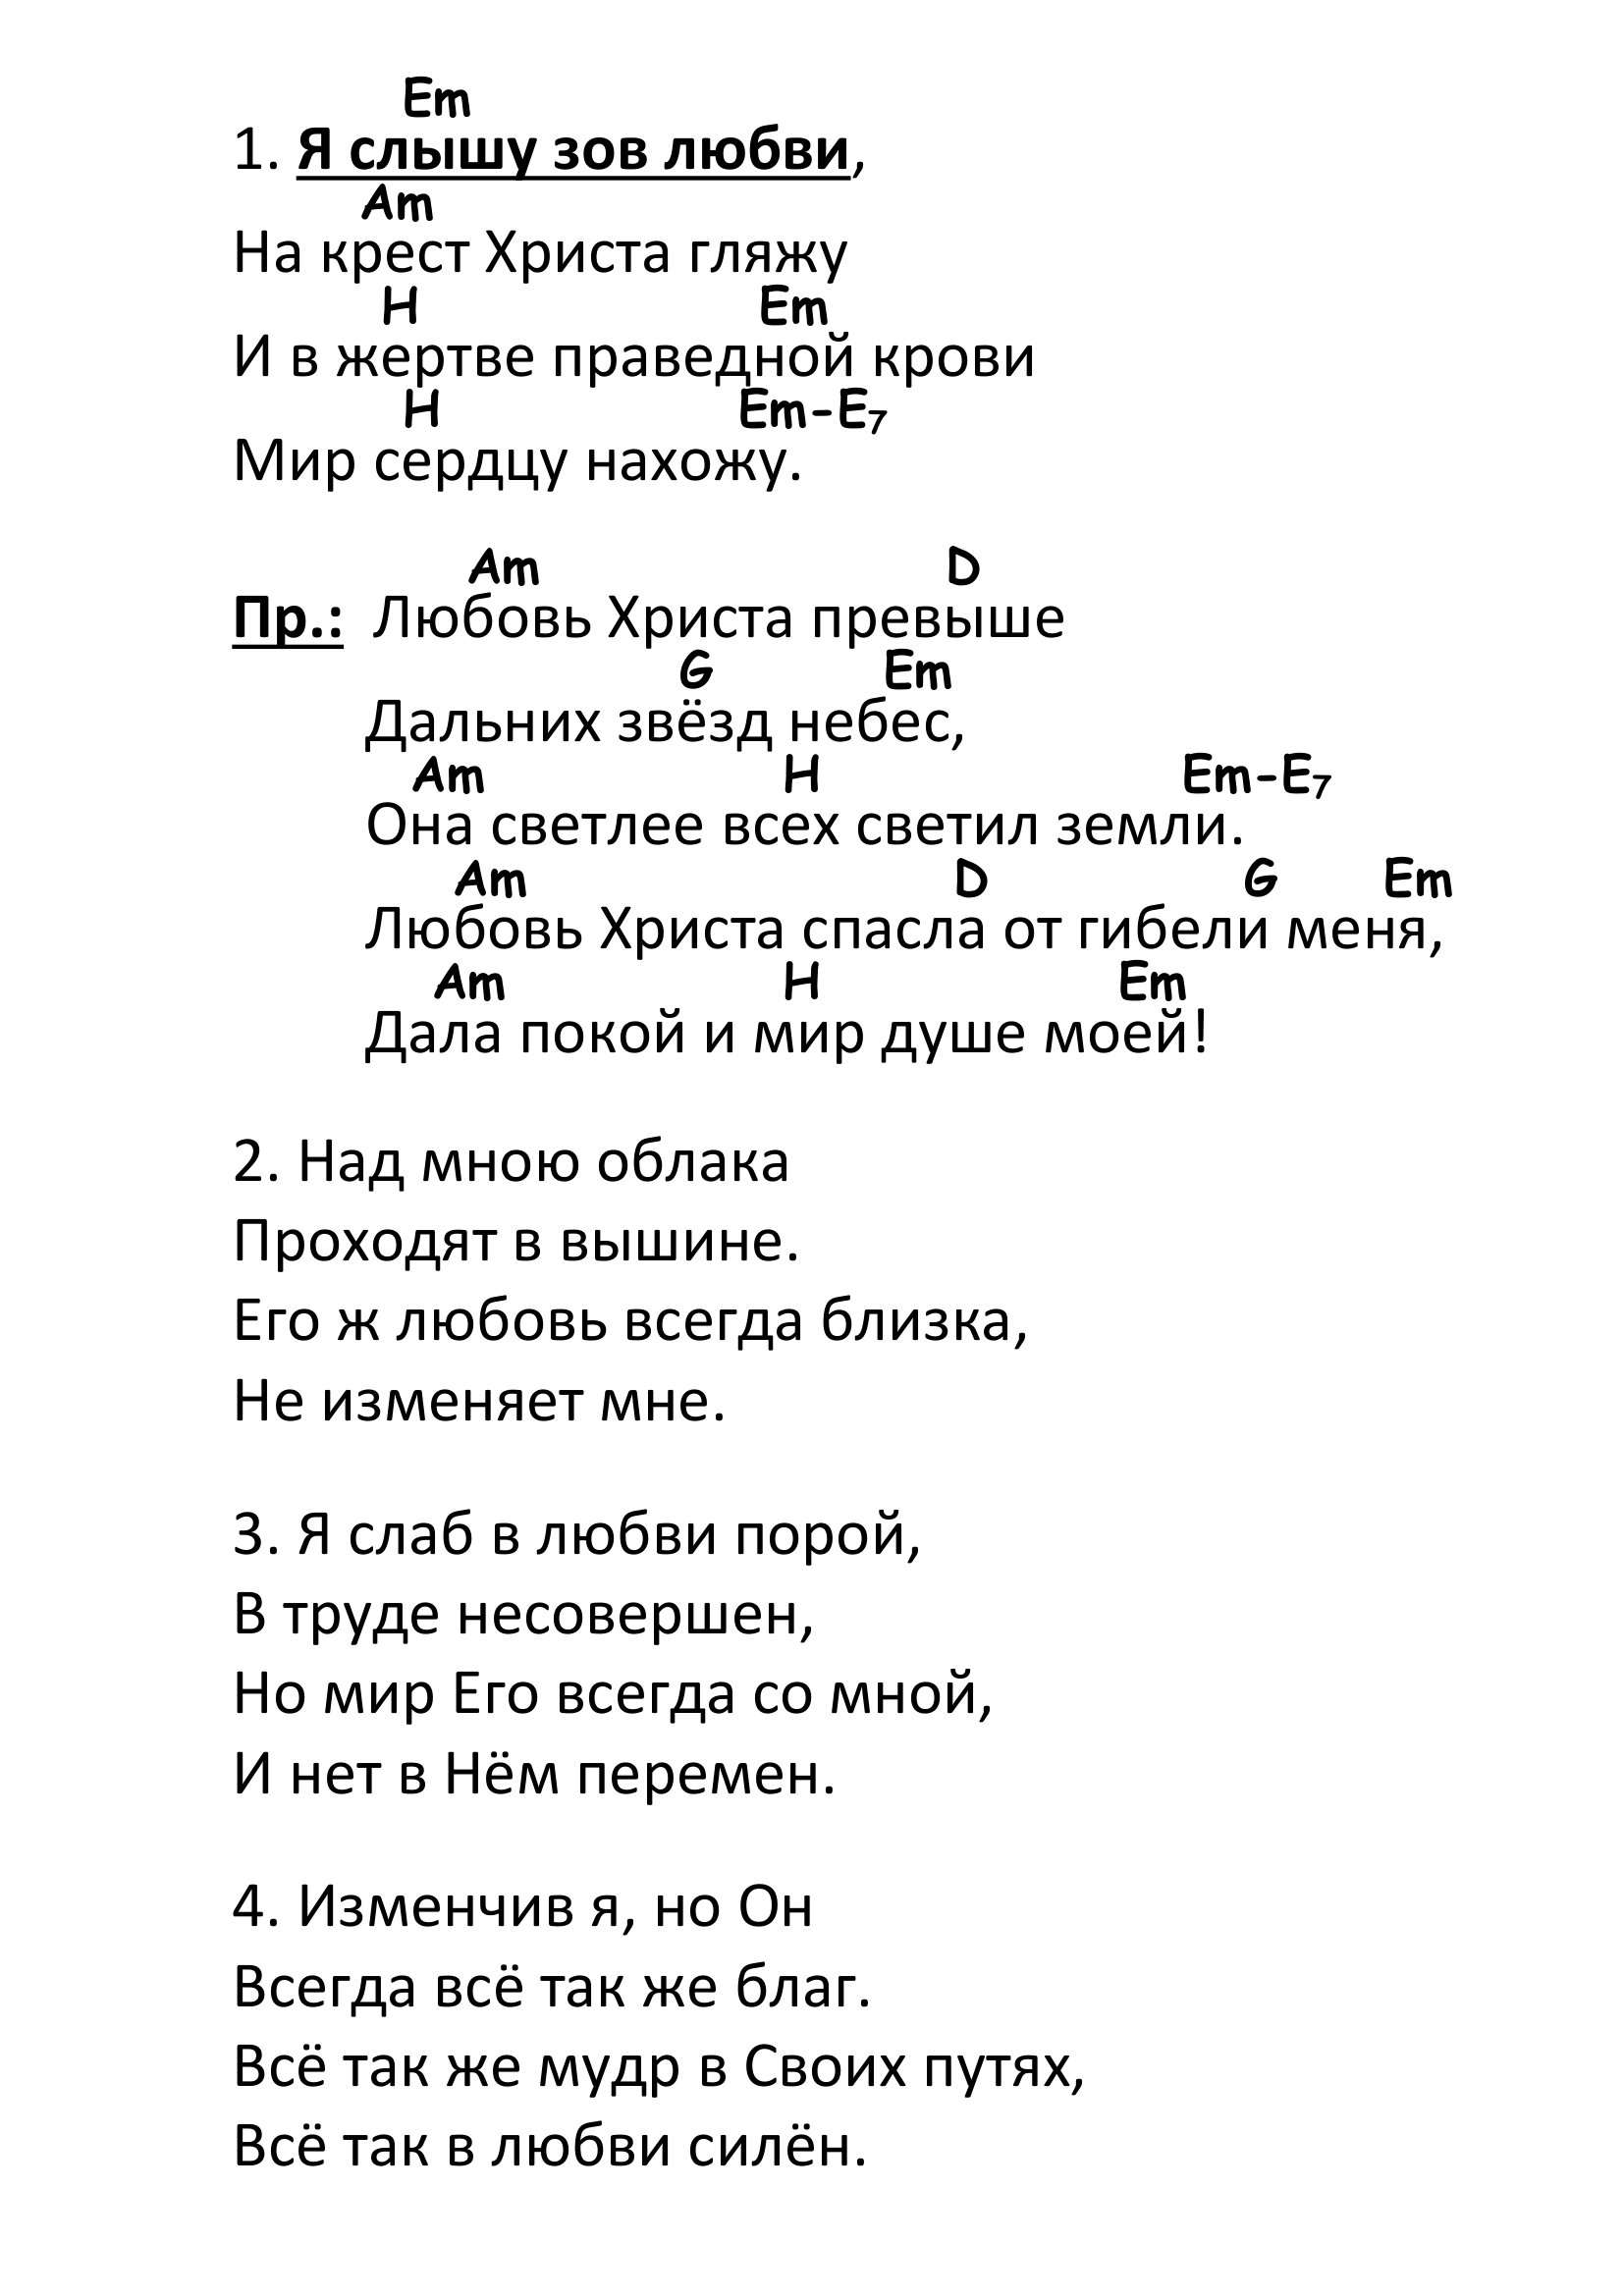 Em
1. Я слышу зов любви,
Am
На крест Христа гляжу
H Em
И в жертве праведной крови
H Em-E₇
Мир сердцу нахожу.
Am D
Пр.: Любовь Христа превыше
G Em
Дальних звёзд небес,
Am H Em-E₇
Она светлее всех светил земли.
Am D G Em
Любовь Христа спасла от гибели меня,
Am H Em
Дала покой и мир душе моей!
2. Над мною облака
Проходят в вышине.
Его ж любовь всегда близка,
Не изменяет мне.
3. Я слаб в любви порой,
В труде несовершен,
Но мир Его всегда со мной,
И нет в Нём перемен.
4. Изменчив я, но Он
Всегда всё так же благ.
Всё так же мудр в Своих путях,
Всё так в любви силён.